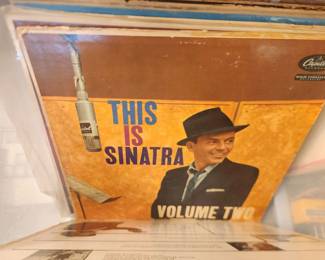 Capitol
THIS
IS
SINATRA
VOLUME TWO